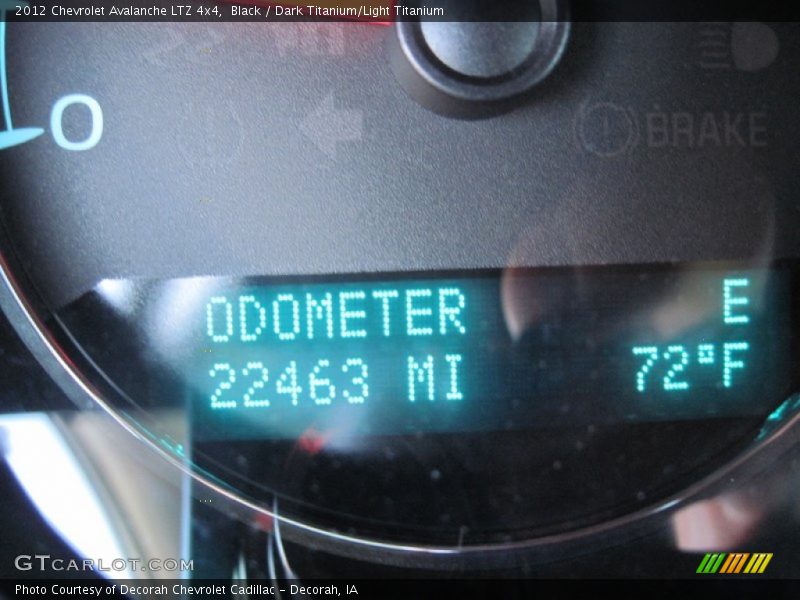 2012 Chevrolet Avalanche LTZ 4x4,  Black / Dark Titanium/Light Titanium
0
BRAKE
ODOMETER E
22463 MI 72°F
GTCARLOT.COM
Photo Courtesy of Decorah Chevrolet Cadillac - Decorah, IA